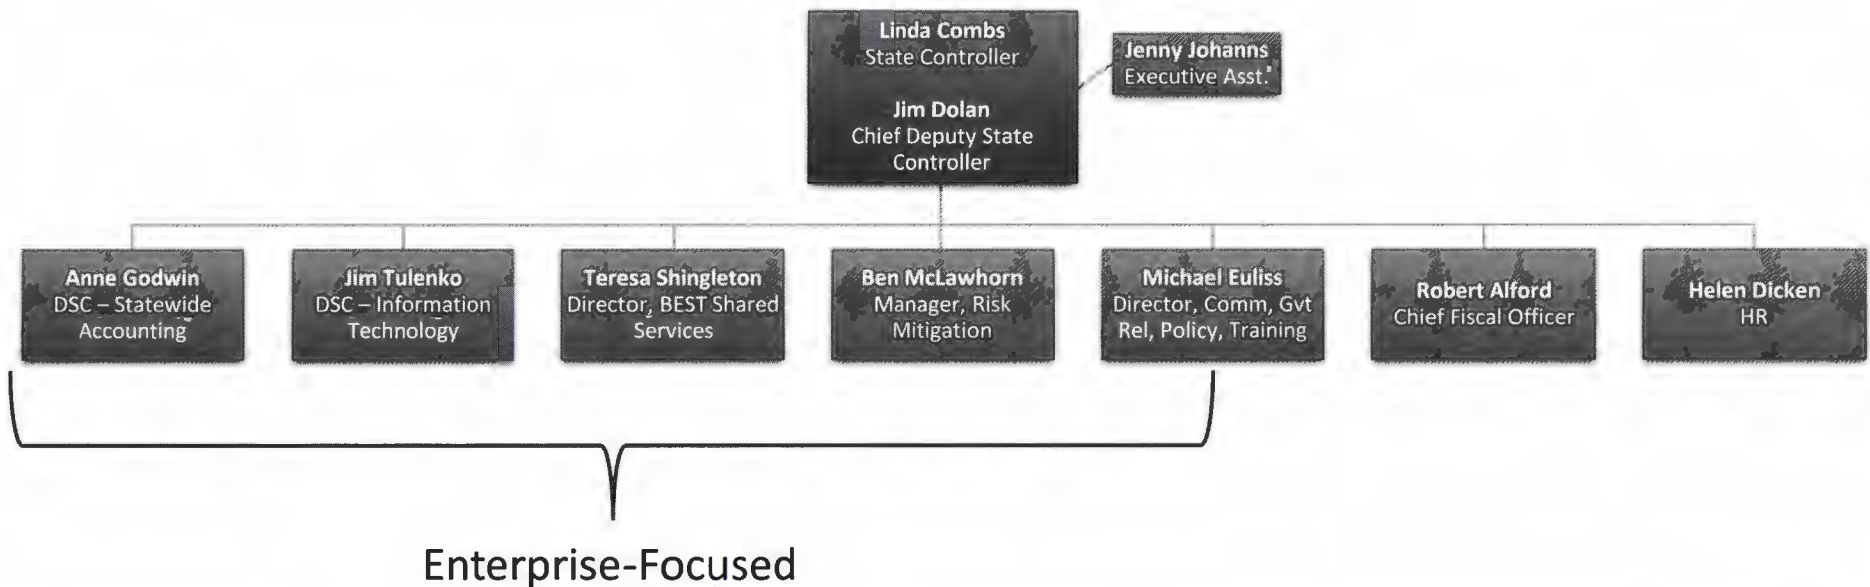 Linda Combs
State Controller
Jim Dolan
Chief Deputy State
Controller
Jenny Johanns
Executive Asst.
Anne Godwin
DSC – Statewide
Accounting
Jim Tulenko
DSC – Information
Technology
Teresa Shingleton
Director, BEST Shared
Services
Ben McLawhorn
Manager, Risk
Mitigation
Michael Euliss
Director, Comm, Gvt
Rel, Policy, Training
Robert Alford
Chief Fiscal Officer
Helen Dicken
HR
Enterprise-Focused